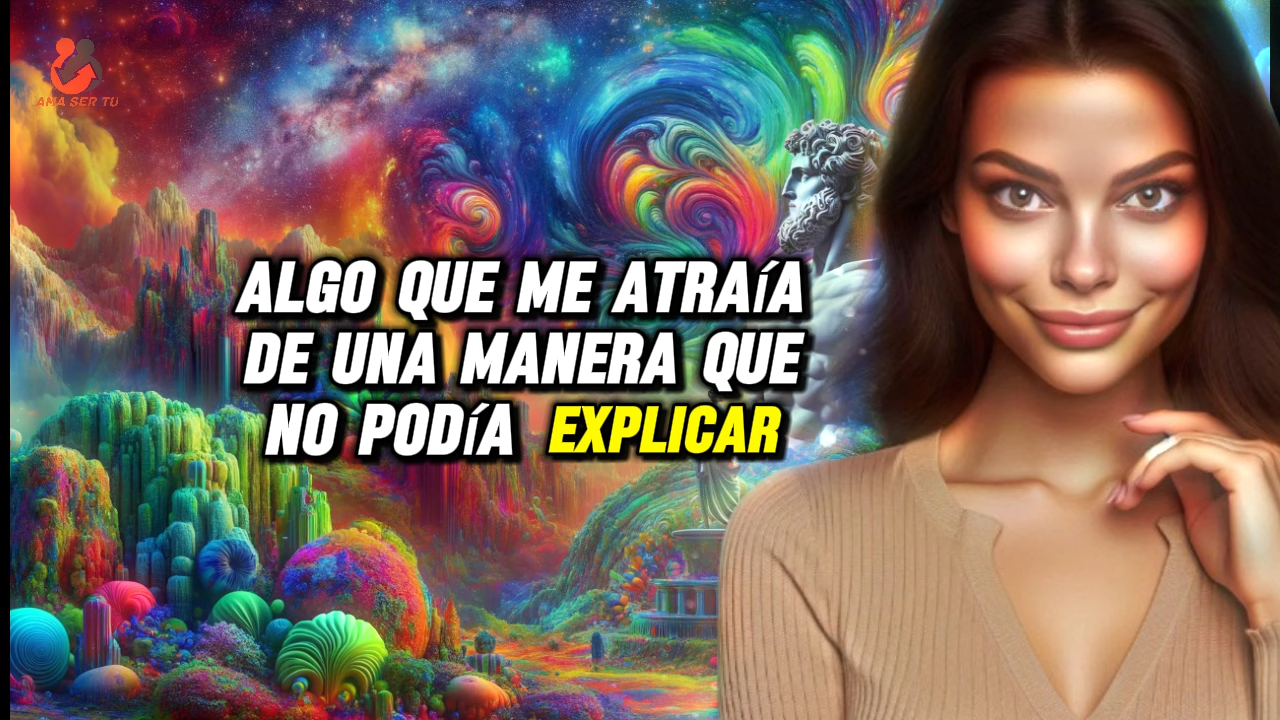 AMA SER TU
ALGO QUE ME ATRAíA
DE UNA MANERA QUE
NO PODíA EXPLICAR